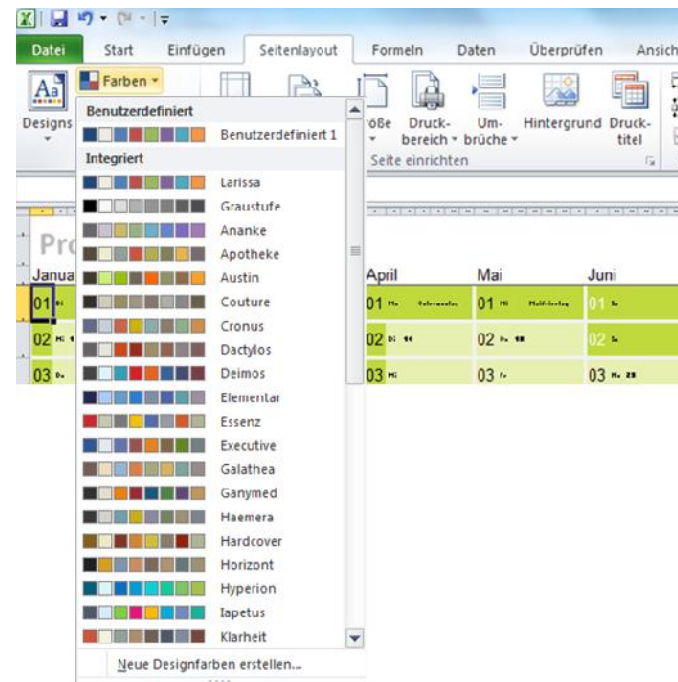 Datei Start Einfügen Seitenlayout Formeln Daten Überprüfen Ansich
Aa Farben
Designs
öße Druck- Um- Hintergrund Druck-
bereich brüche titel
Seite einrichten
Benutzerdefiniert
Benutzerdefiniert 1
Integriert
Larissa
Graustufe
Ananke
Apotheke
Austin
Couture
Cronus
Dactylos
Deimos
Elementar
Essenz
Executive
Galathea
Ganymed
Haemera
Hardcover
Horizont
Hyperion
Iapetus
Klarheit
Neue Designfarben erstellen...
Pro
Janua April Mai Juni
01 01 01 01
02 02 02 02
03 03 03 03